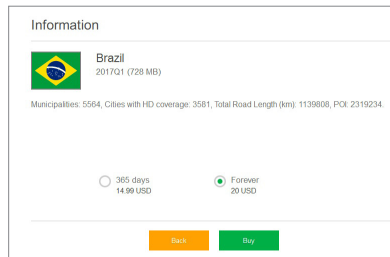 Information
Brazil
2017Q1 (728 MB)
Municipalities: 5564, Cities with HD coverage: 3581, Total Road Length (km): 1139808, POI: 2319234.
365 days
14.99 USD
Forever
20 USD
Back
Buy